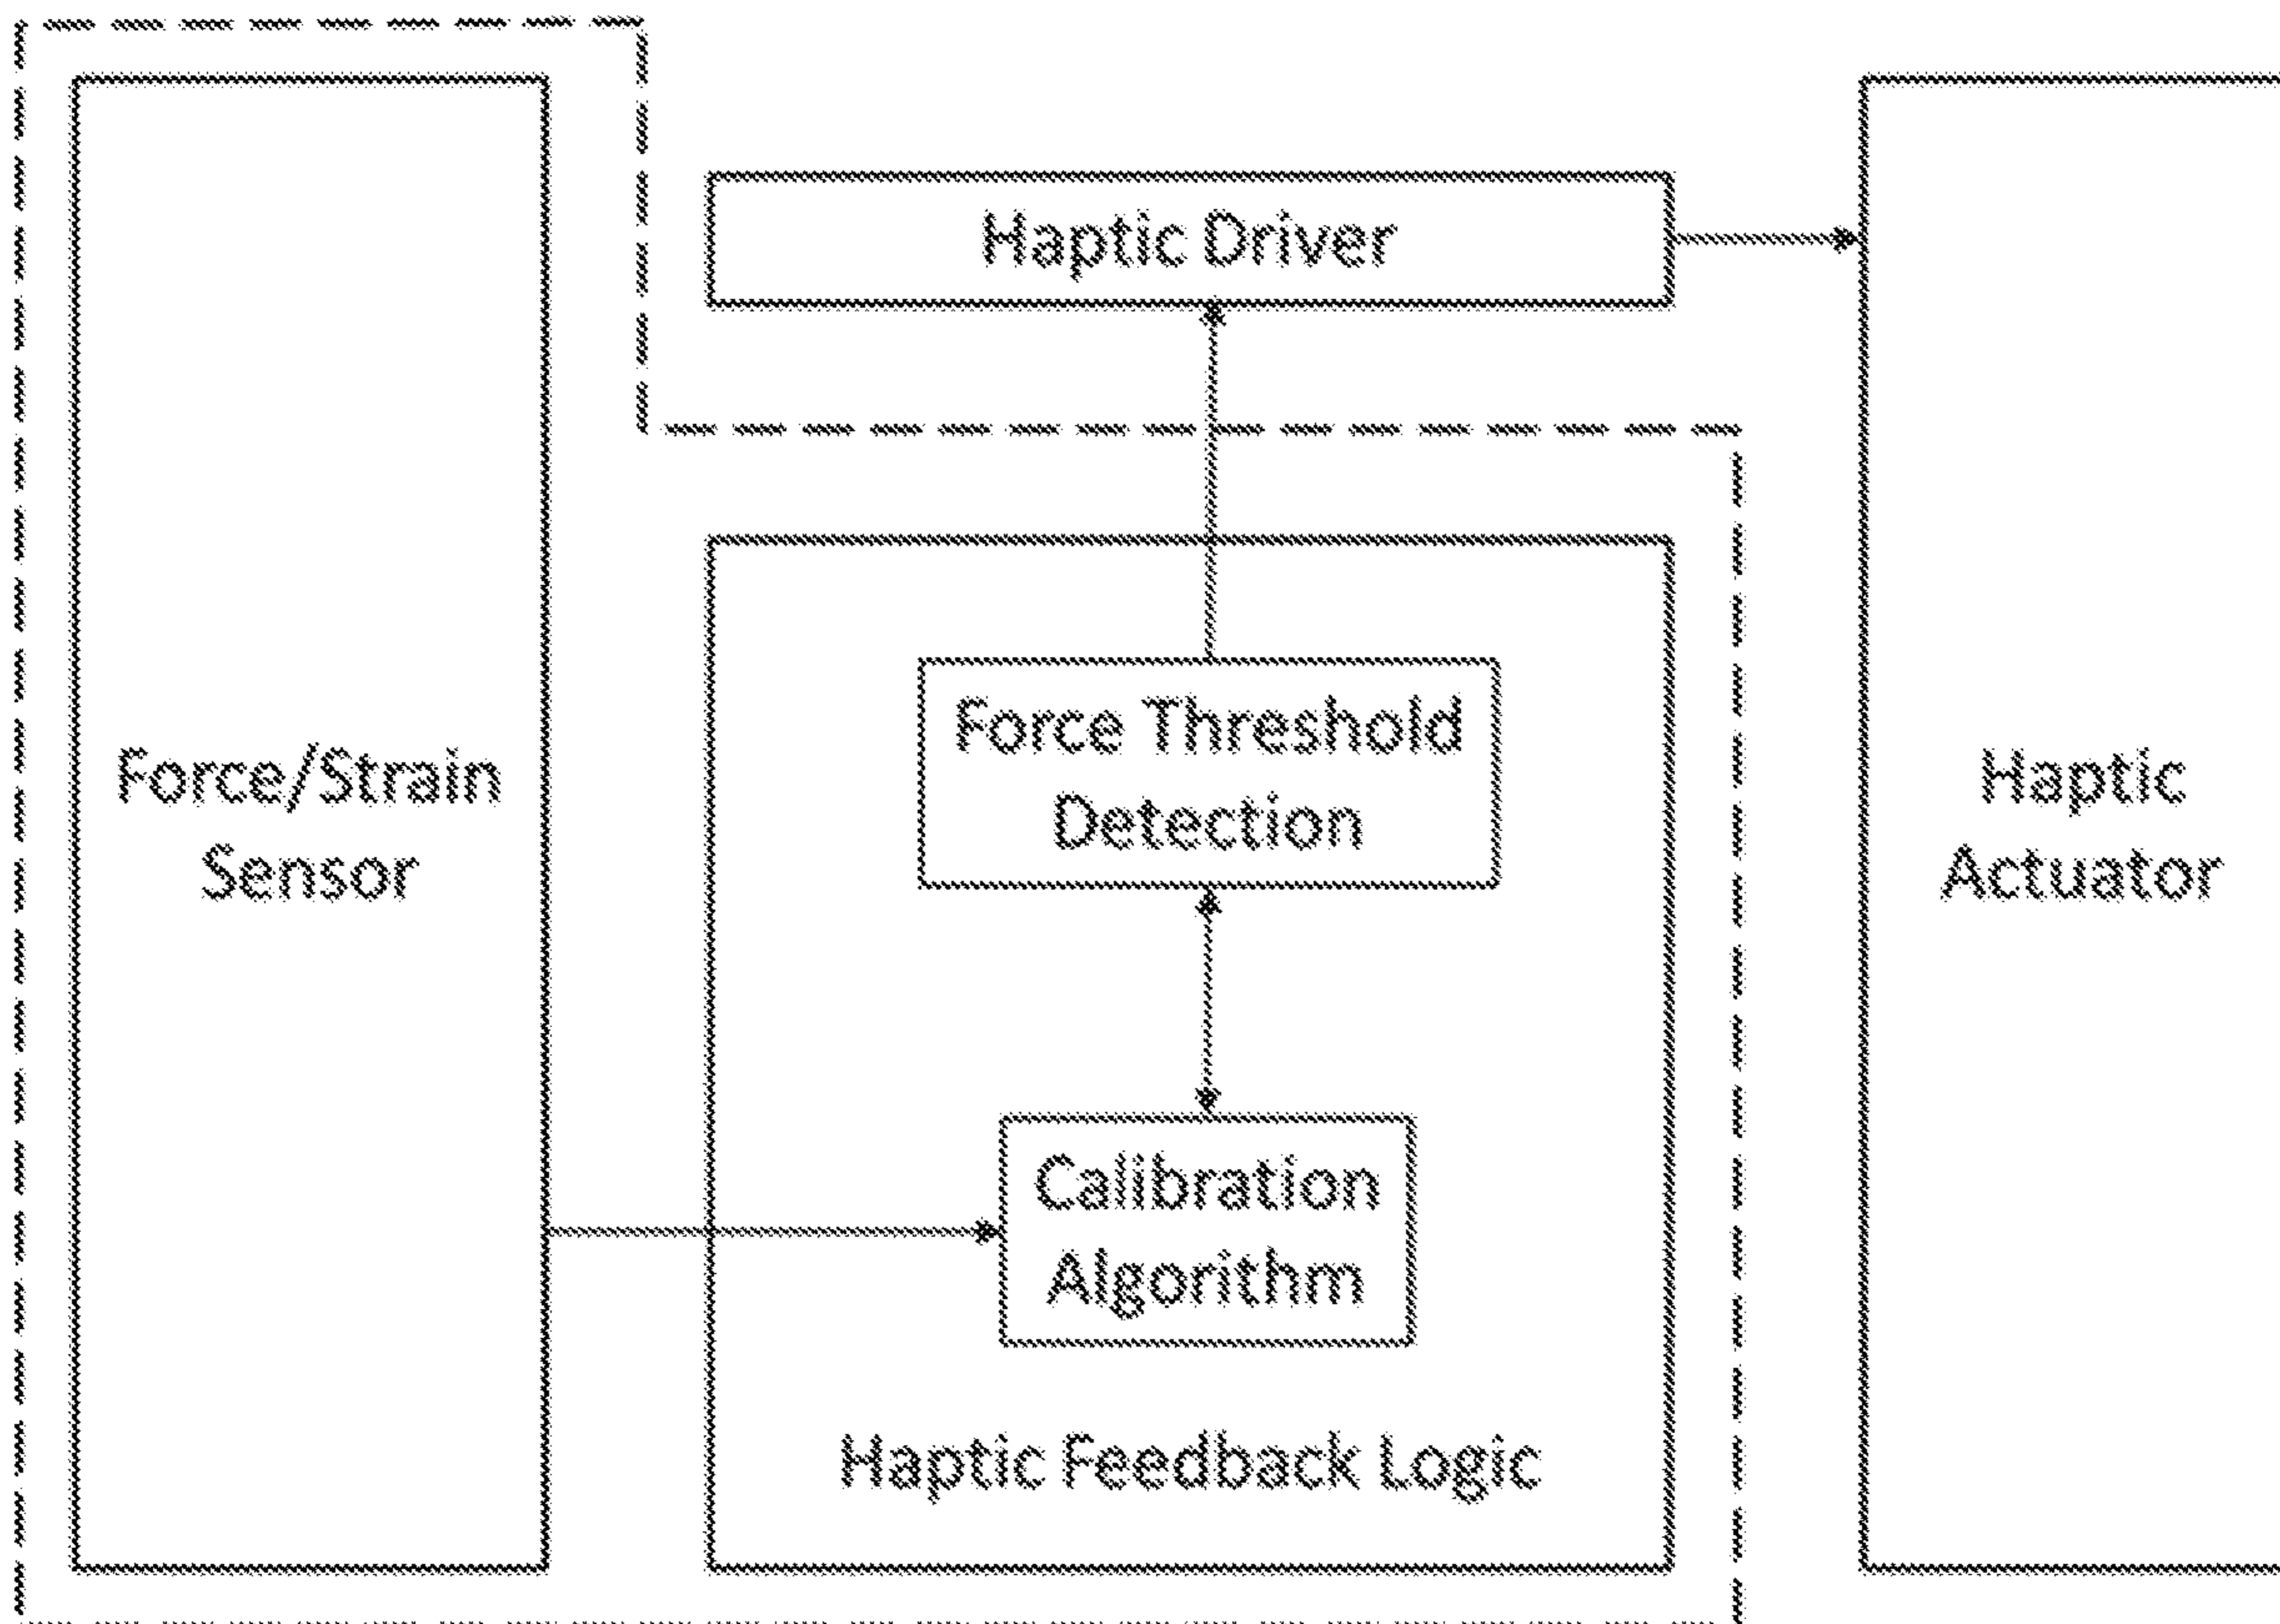 Haptic Driver
Force/Strain
Sensor
Force Threshold
Detection
Calibration
Algorithm
Haptic Feedback Logic
Haptic
Actuator